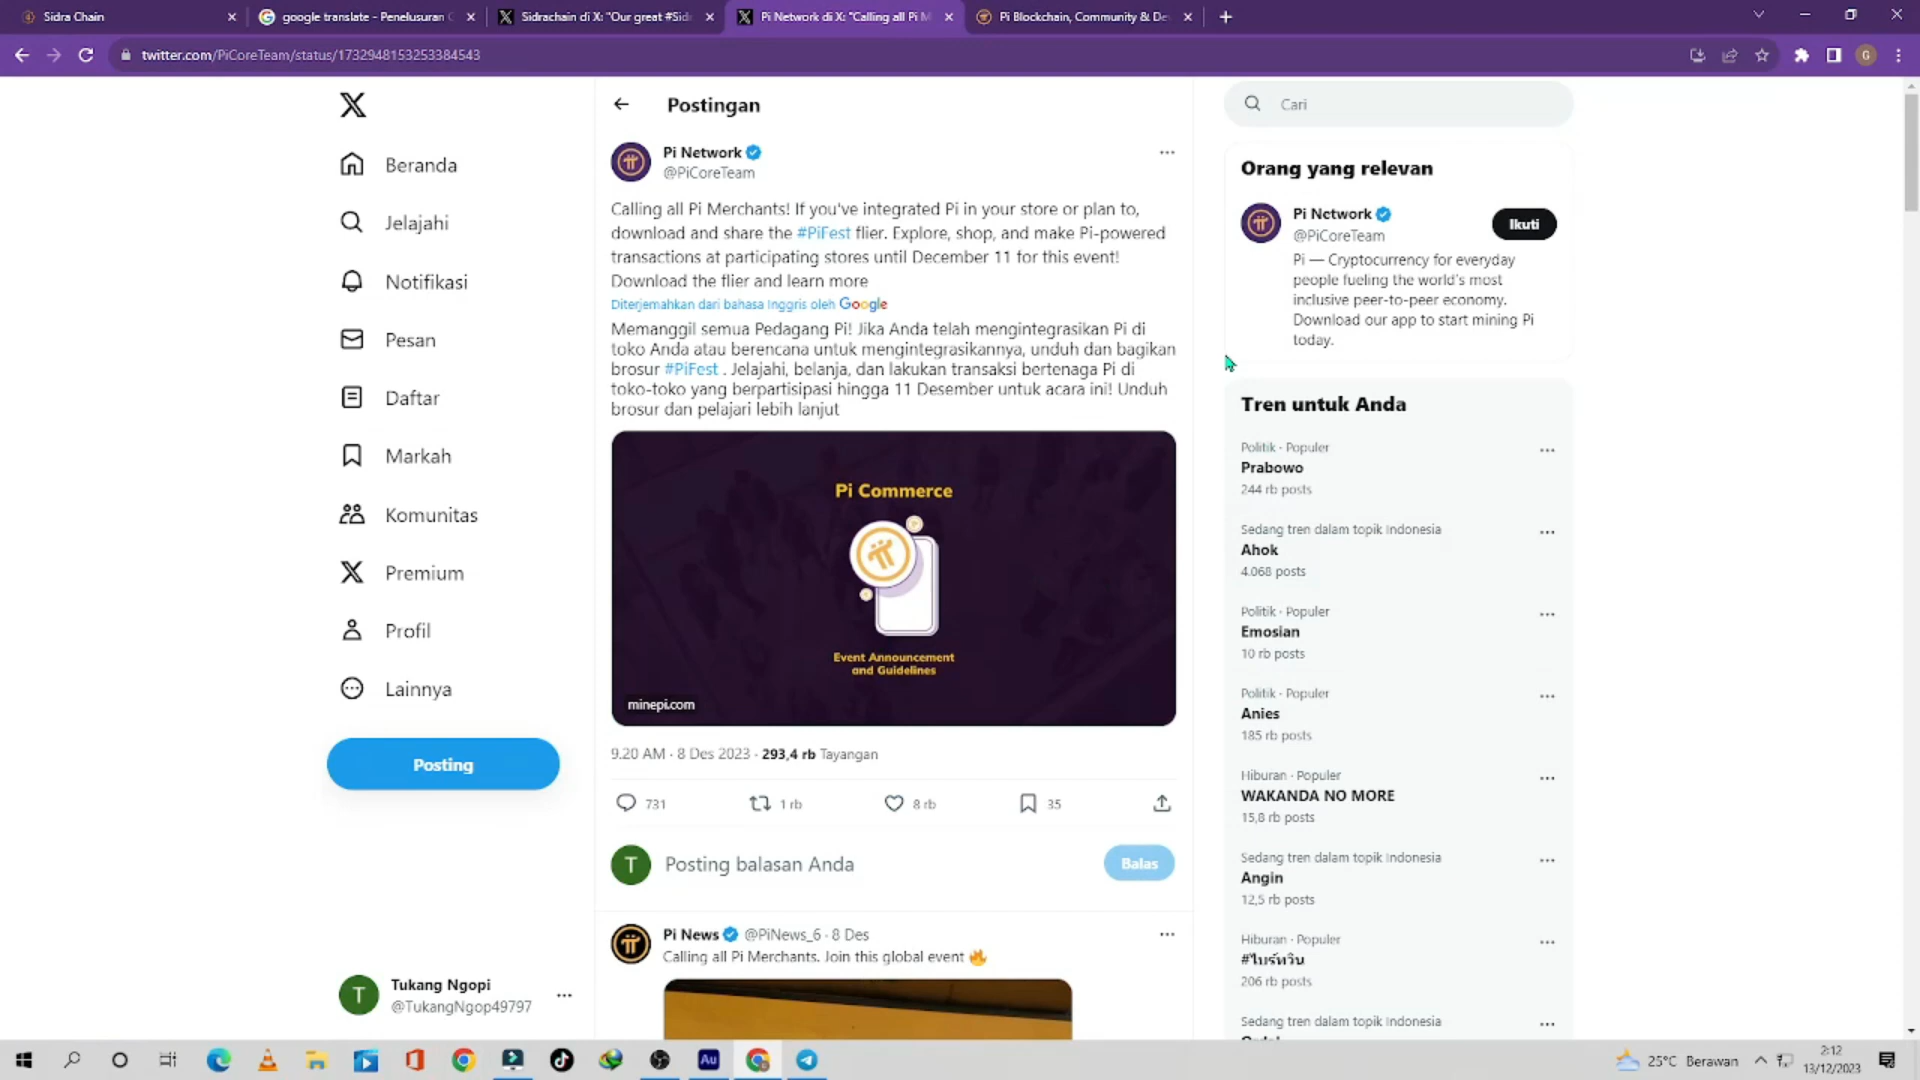 Sidra Chain
google translate - Penelusuran G
Sidrachain di X: "Our great #Sid
Pi Network di X: "Calling all Pi M
Pi Blockchain, Community & De
twitter.com/PiCoreTeam/status/1732948153253384543
G
Beranda
Jelajahi
Notifikasi
Pesan
Daftar
Markah
Komunitas
Premium
Profil
Lainnya
Posting
T
Tukang Ngopi
@TukangNgop49797
Postingan
Pi Network
@PiCoreTeam
Calling all Pi Merchants! If you've integrated Pi in your store or plan to,
download and share the #PiFest flier. Explore, shop, and make Pi-powered
transactions at participating stores until December 11 for this event!
Download the flier and learn more
Diterjemahkan dari bahasa Inggris oleh Google
Memanggil semua Pedagang Pi! Jika Anda telah mengintegrasikan Pi di
toko Anda atau berencana untuk mengintegrasikannya, unduh dan bagikan
brosur #PiFest . Jelajahi, belanja, dan lakukan transaksi bertenaga Pi di
toko-toko yang berpartisipasi hingga 11 Desember untuk acara ini! Unduh
brosur dan pelajari lebih lanjut
Pi Commerce
Event Announcement
and Guidelines
minepi.com
9.20 AM · 8 Des 2023 · 293,4 rb Tayangan
731
1 rb
8 rb
35
T
Posting balasan Anda
Balas
Pi News @PiNews_6 · 8 Des
Calling all Pi Merchants. Join this global event 🔥
Cari
Orang yang relevan
Pi Network
@PiCoreTeam
Ikuti
Pi — Cryptocurrency for everyday
people fueling the world's most
inclusive peer-to-peer economy.
Download our app to start mining Pi
today.
Tren untuk Anda
Politik · Populer
Prabowo
244 rb posts
Sedang tren dalam topik Indonesia
Ahok
4.068 posts
Politik · Populer
Emosian
10 rb posts
Politik · Populer
Anies
185 rb posts
Hiburan · Populer
WAKANDA NO MORE
15,8 rb posts
Sedang tren dalam topik Indonesia
Angin
12,5 rb posts
Hiburan · Populer
#ไบร์ทวิน
206 rb posts
Sedang tren dalam topik Indonesia
Au
25°C Berawan
2:12
13/12/2023